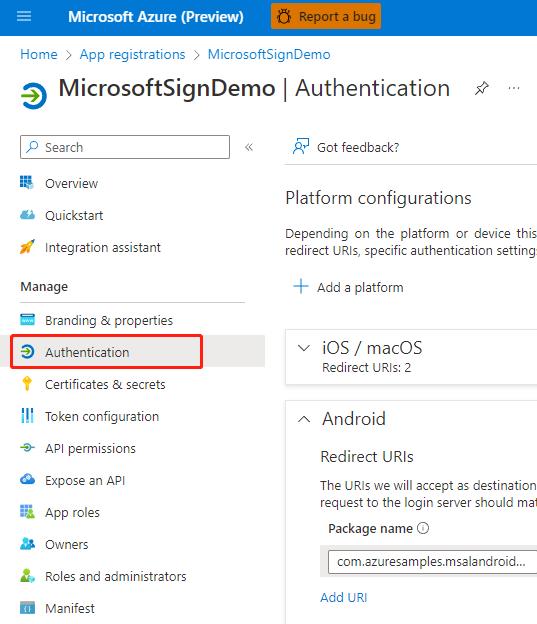 Microsoft Azure (Preview)
Report a bug
Home > App registrations > MicrosoftSignDemo
MicrosoftSignDemo | Authentication
Search
Overview
Quickstart
Integration assistant
Manage
Branding & properties
Authentication
Certificates & secrets
Token configuration
API permissions
Expose an API
App roles
Owners
Roles and administrators
Manifest
Got feedback?
Platform configurations
Depending on the platform or device this
redirect URIs, specific authentication setting
Add a platform
iOS / macOS
Redirect URIs: 2
Android
Redirect URIs
The URIs we will accept as destination
request to the login server should mat
Package name
com.azuresamples.msalandroid...
Add URI